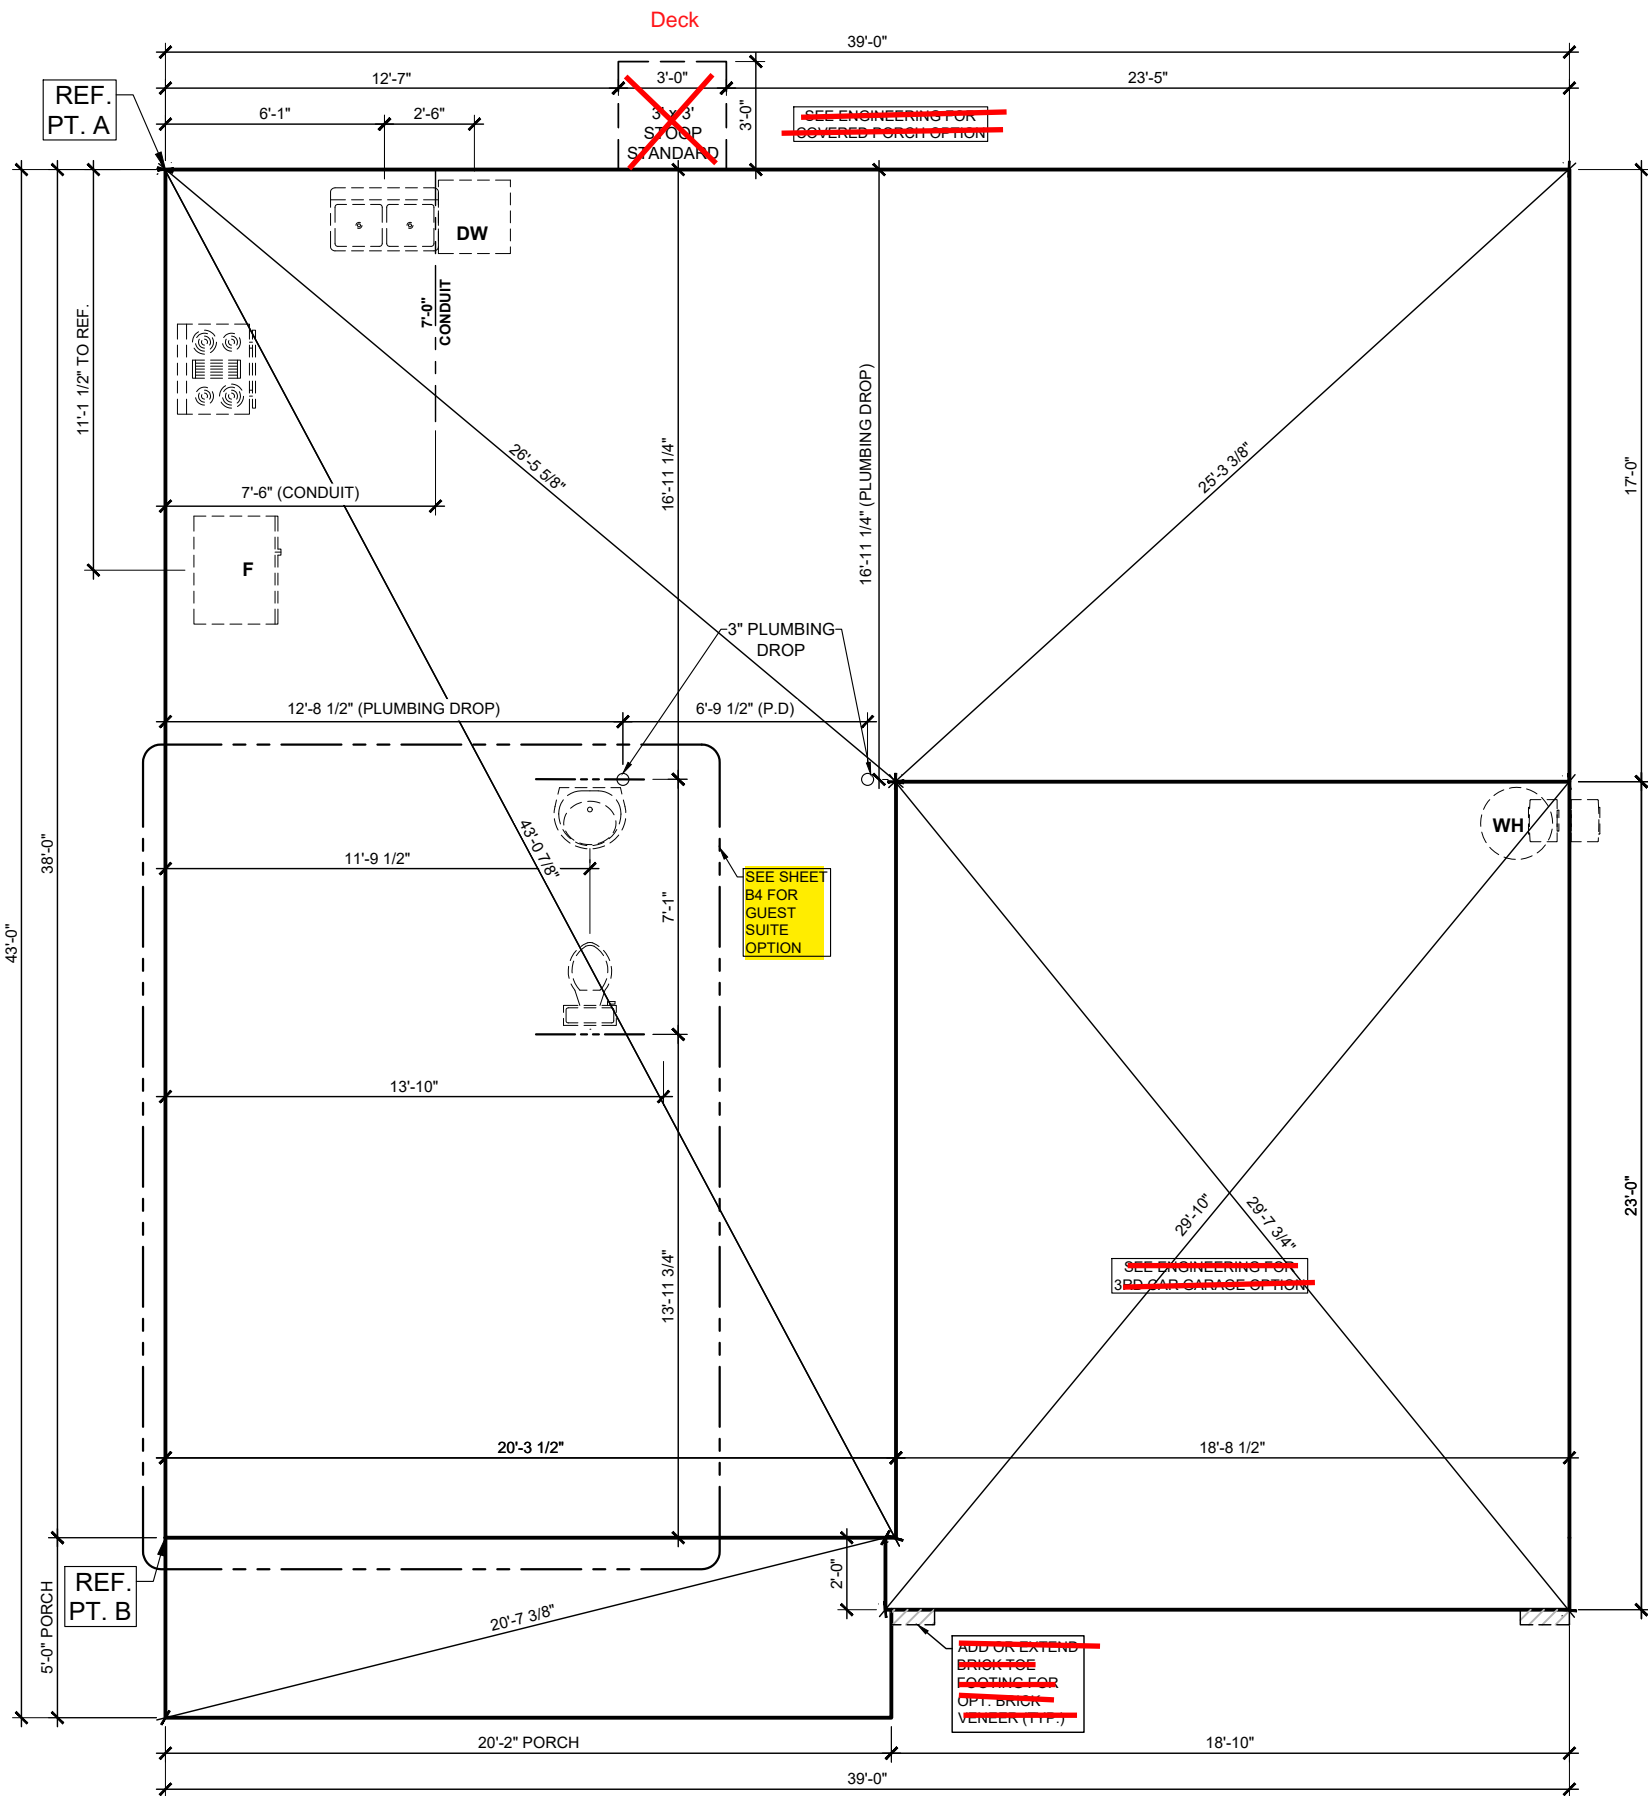 Deck
39'-0"
12'-7"
3'-0"
23'-5"
REF.
PT. A
6'-1"
2'-6"
3' x 3'
STOOP
STANDARD
3'-0"
SEE ENGINEERING FOR
COVERED PORCH OPTION
DW
7'-0"
CONDUIT
11'-1 1/2" TO REF.
26'-5 5/8"
16'-11 1/4"
16'-11 1/4" (PLUMBING DROP)
25'-3 3/8"
17'-0"
7'-6" (CONDUIT)
F
3" PLUMBING
DROP
12'-8 1/2" (PLUMBING DROP)
6'-9 1/2" (P.D)
WH
43'-0 7/8"
11'-9 1/2"
38'-0"
43'-0"
7'-1"
SEE SHEET
B4 FOR
GUEST
SUITE
OPTION
13'-10"
29'-10"
29'-7 3/4"
23'-0"
SEE ENGINEERING FOR
3RD CAR GARAGE OPTION
13'-11 3/4"
20'-3 1/2"
18'-8 1/2"
REF.
PT. B
2'-0"
5'-0" PORCH
20'-7 3/8"
ADD OR EXTEND
BRICK TOE
FOOTING FOR
OPT. BRICK
VENEER (TYP.)
20'-2" PORCH
18'-10"
39'-0"